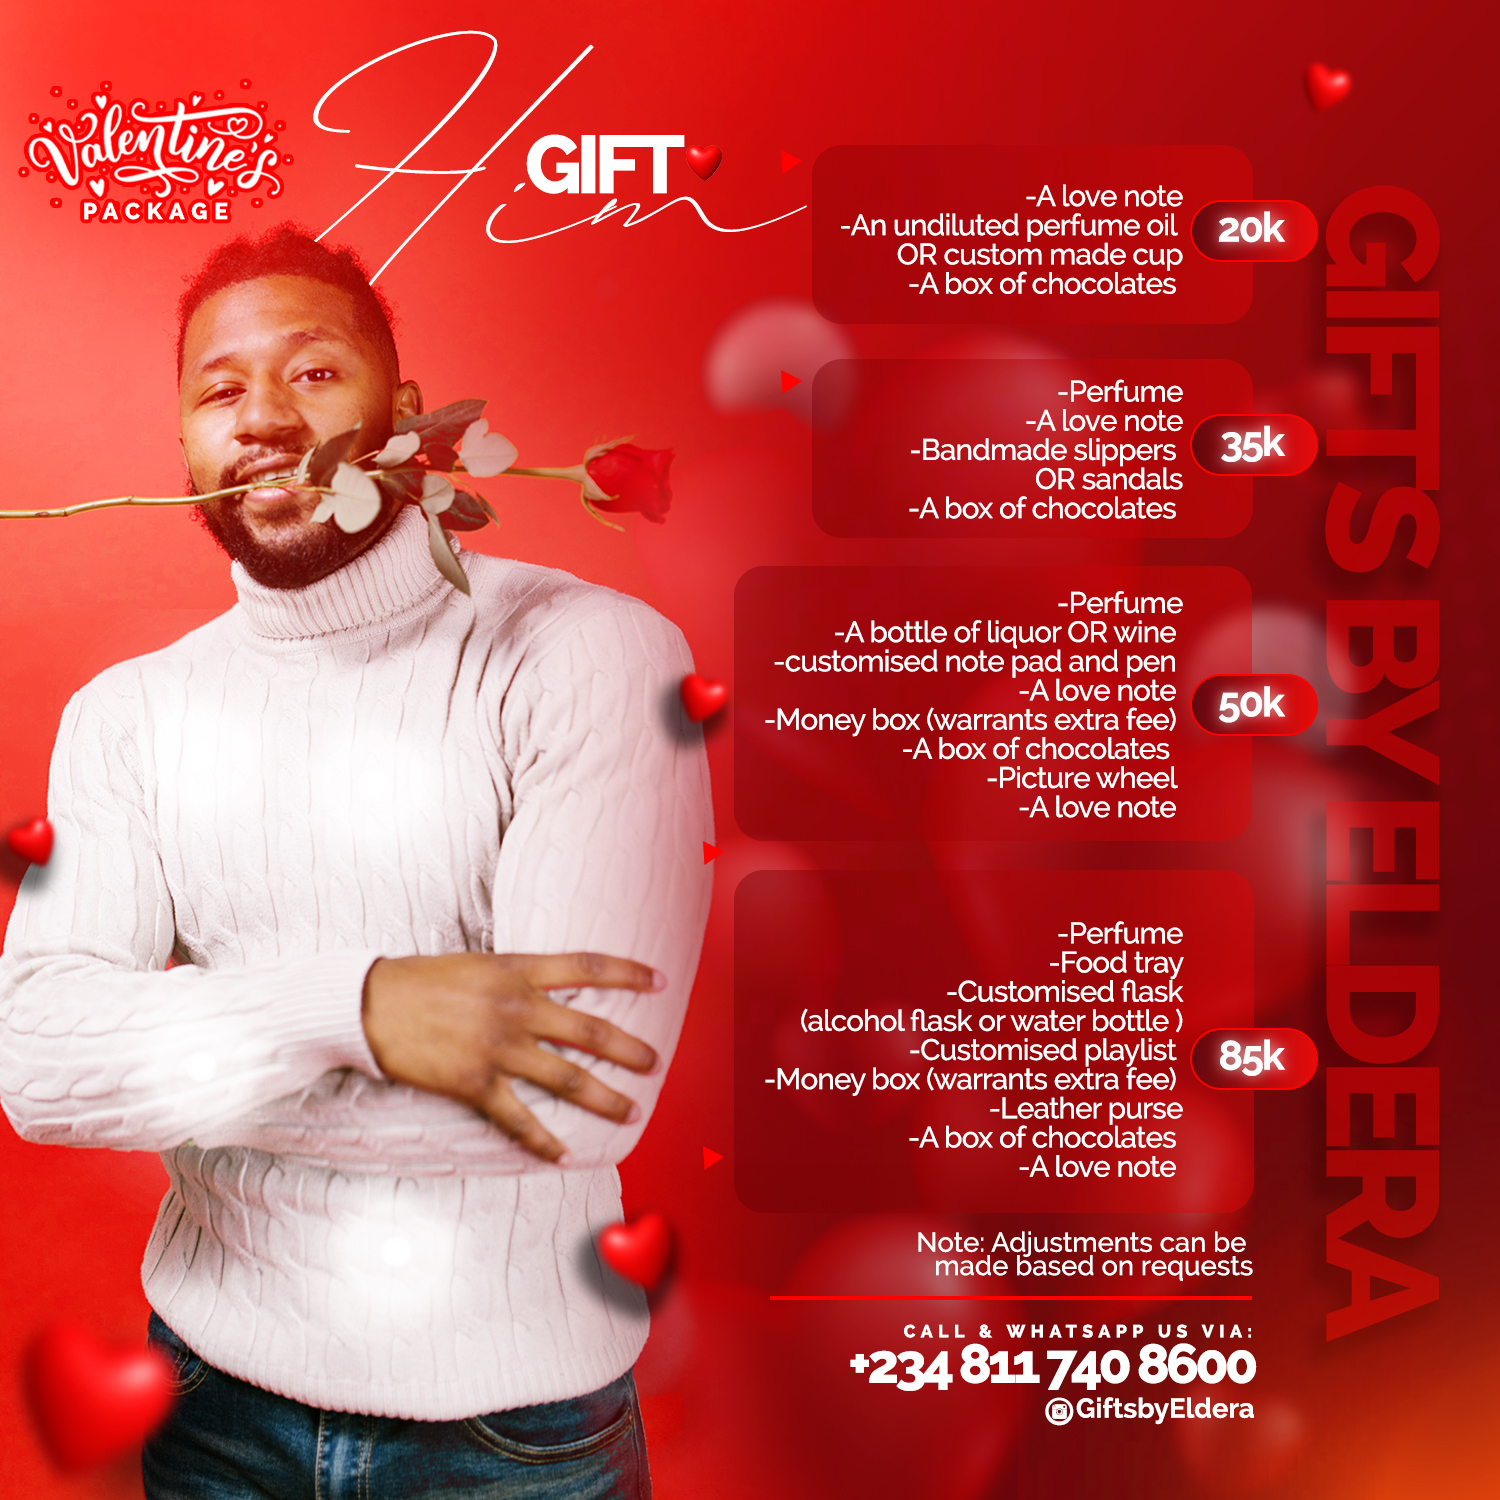 Valentine's
PACKAGE
GIFT
Him
-A love note
-An undiluted perfume oil
OR custom made cup
-A box of chocolates
20k
-Perfume
-A love note
-Bandmade slippers
OR sandals
-A box of chocolates
35k
-Perfume
-A bottle of liquor OR wine
-customised note pad and pen
-A love note
-Money box (warrants extra fee)
-A box of chocolates
-Picture wheel
-A love note
50k
-Perfume
-Food tray
-Customised flask
(alcohol flask or water bottle )
-Customised playlist
-Money box (warrants extra fee)
-Leather purse
-A box of chocolates
-A love note
85k
Note: Adjustments can be
made based on requests
CALL & WHATSAPP US VIA:
+234 811 740 8600
@GiftsbyEldera
GIFTS BY ELDERA